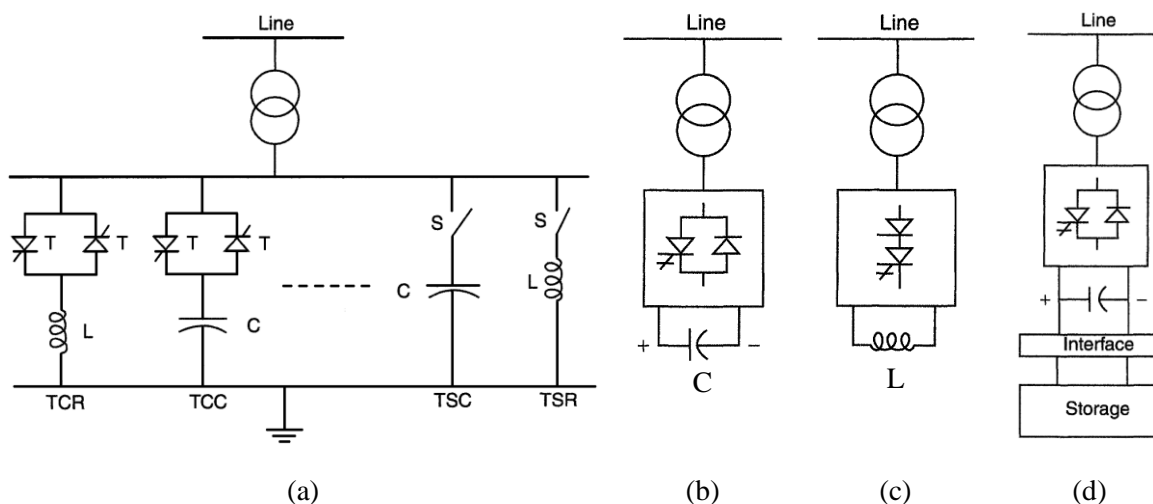 Line
Line
Line
Line
T
T
T
T
S
S
L
C
C
L
+
-
C
L
+
-
Interface
Storage
TCR
TCC
TSC
TSR
(a)
(b)
(c)
(d)